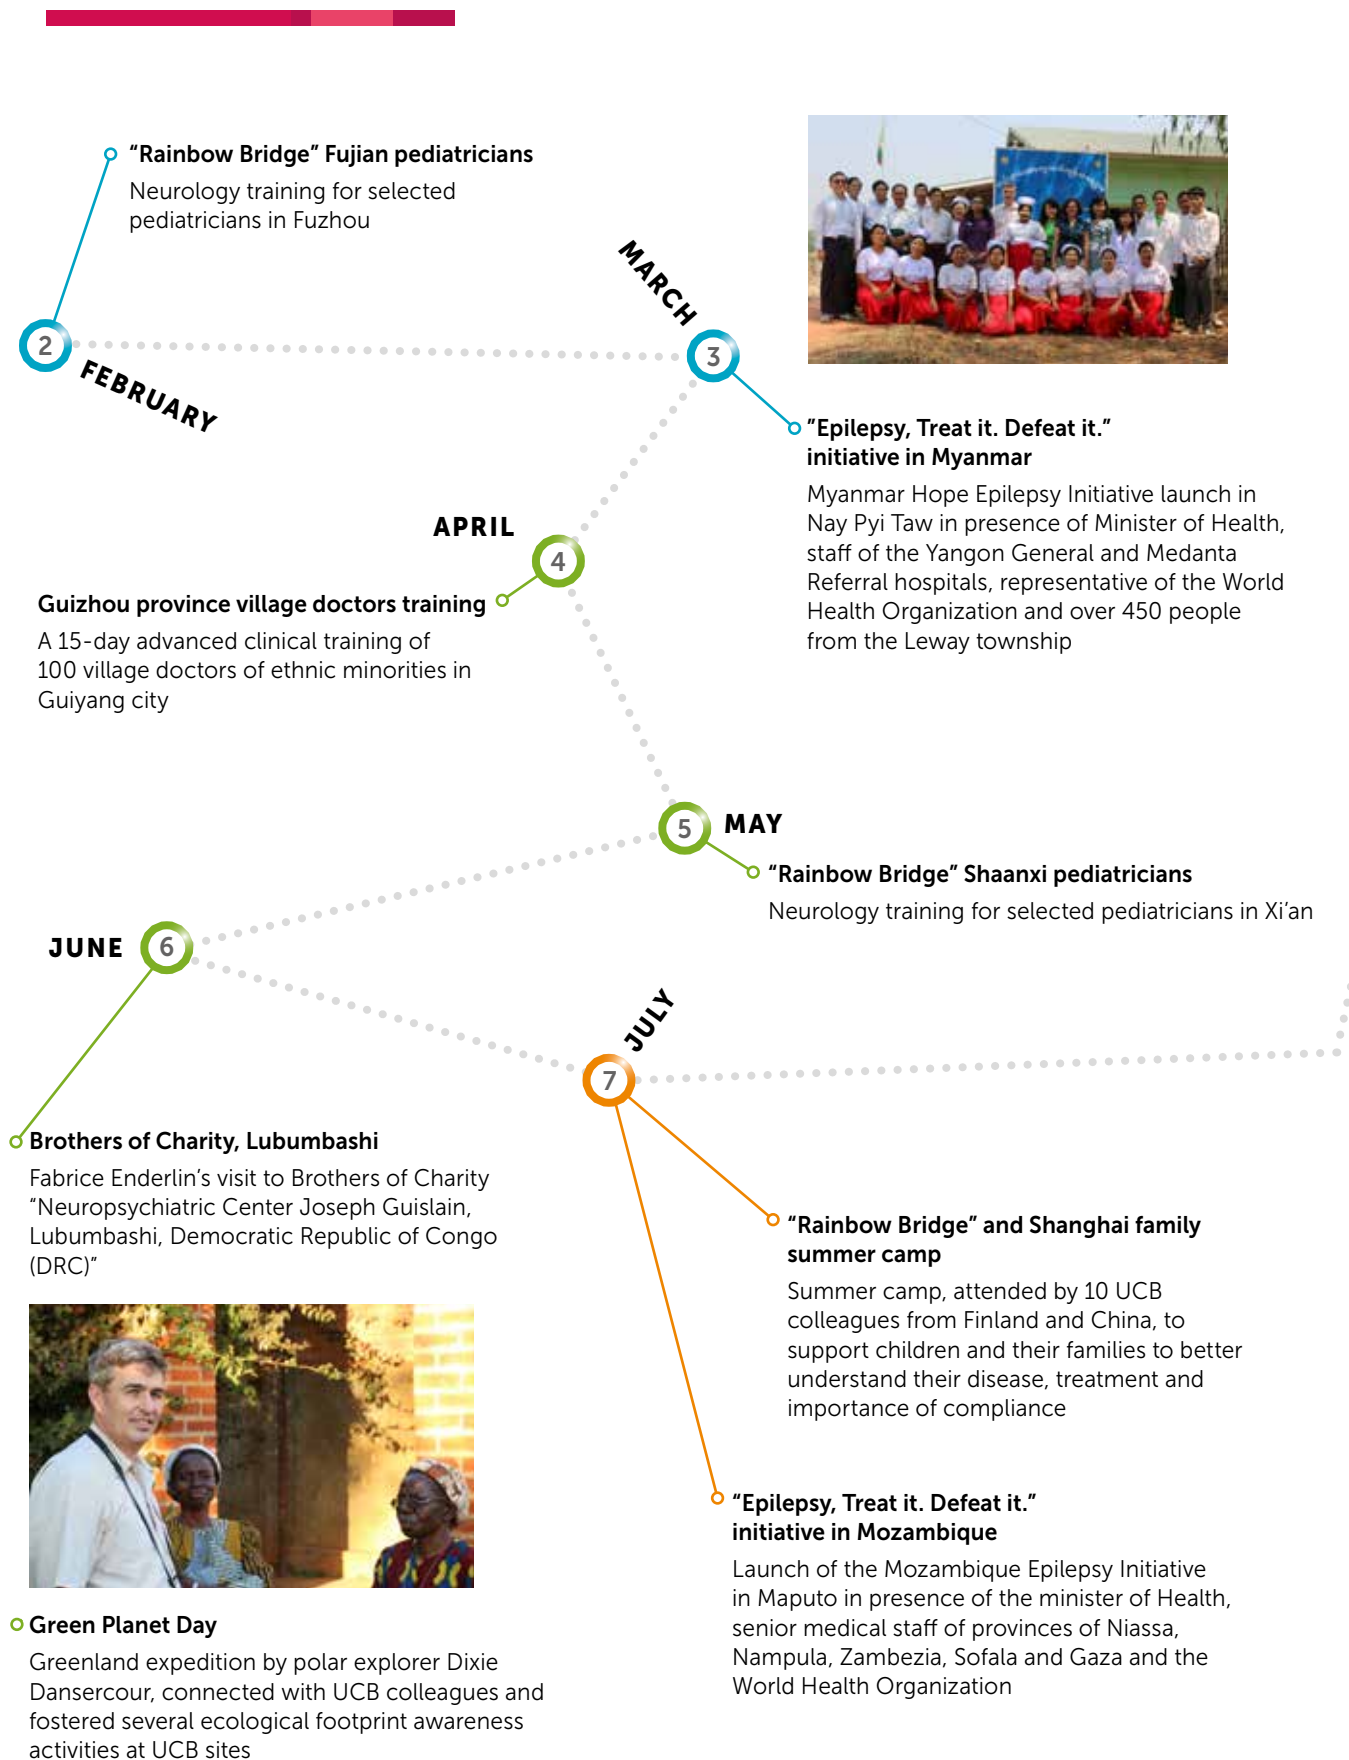 “Rainbow Bridge” Fujian pediatricians
Neurology training for selected
pediatricians in Fuzhou
2
FEBRUARY
MARCH
3
”Epilepsy, Treat it. Defeat it.”
initiative in Myanmar
Myanmar Hope Epilepsy Initiative launch in
Nay Pyi Taw in presence of Minister of Health,
staff of the Yangon General and Medanta
Referral hospitals, representative of the World
Health Organization and over 450 people
from the Leway township
APRIL
4
Guizhou province village doctors training
A 15-day advanced clinical training of
100 village doctors of ethnic minorities in
Guiyang city
5
MAY
“Rainbow Bridge” Shaanxi pediatricians
Neurology training for selected pediatricians in Xi’an
JUNE
6
JULY
7
Brothers of Charity, Lubumbashi
Fabrice Enderlin’s visit to Brothers of Charity
“Neuropsychiatric Center Joseph Guislain,
Lubumbashi, Democratic Republic of Congo
(DRC)”
“Rainbow Bridge” and Shanghai family
summer camp
Summer camp, attended by 10 UCB
colleagues from Finland and China, to
support children and their families to better
understand their disease, treatment and
importance of compliance
“Epilepsy, Treat it. Defeat it.”
initiative in Mozambique
Launch of the Mozambique Epilepsy Initiative
in Maputo in presence of the minister of Health,
senior medical staff of provinces of Niassa,
Nampula, Zambezia, Sofala and Gaza and the
World Health Organization
Green Planet Day
Greenland expedition by polar explorer Dixie
Dansercour, connected with UCB colleagues and
fostered several ecological footprint awareness
activities at UCB sites